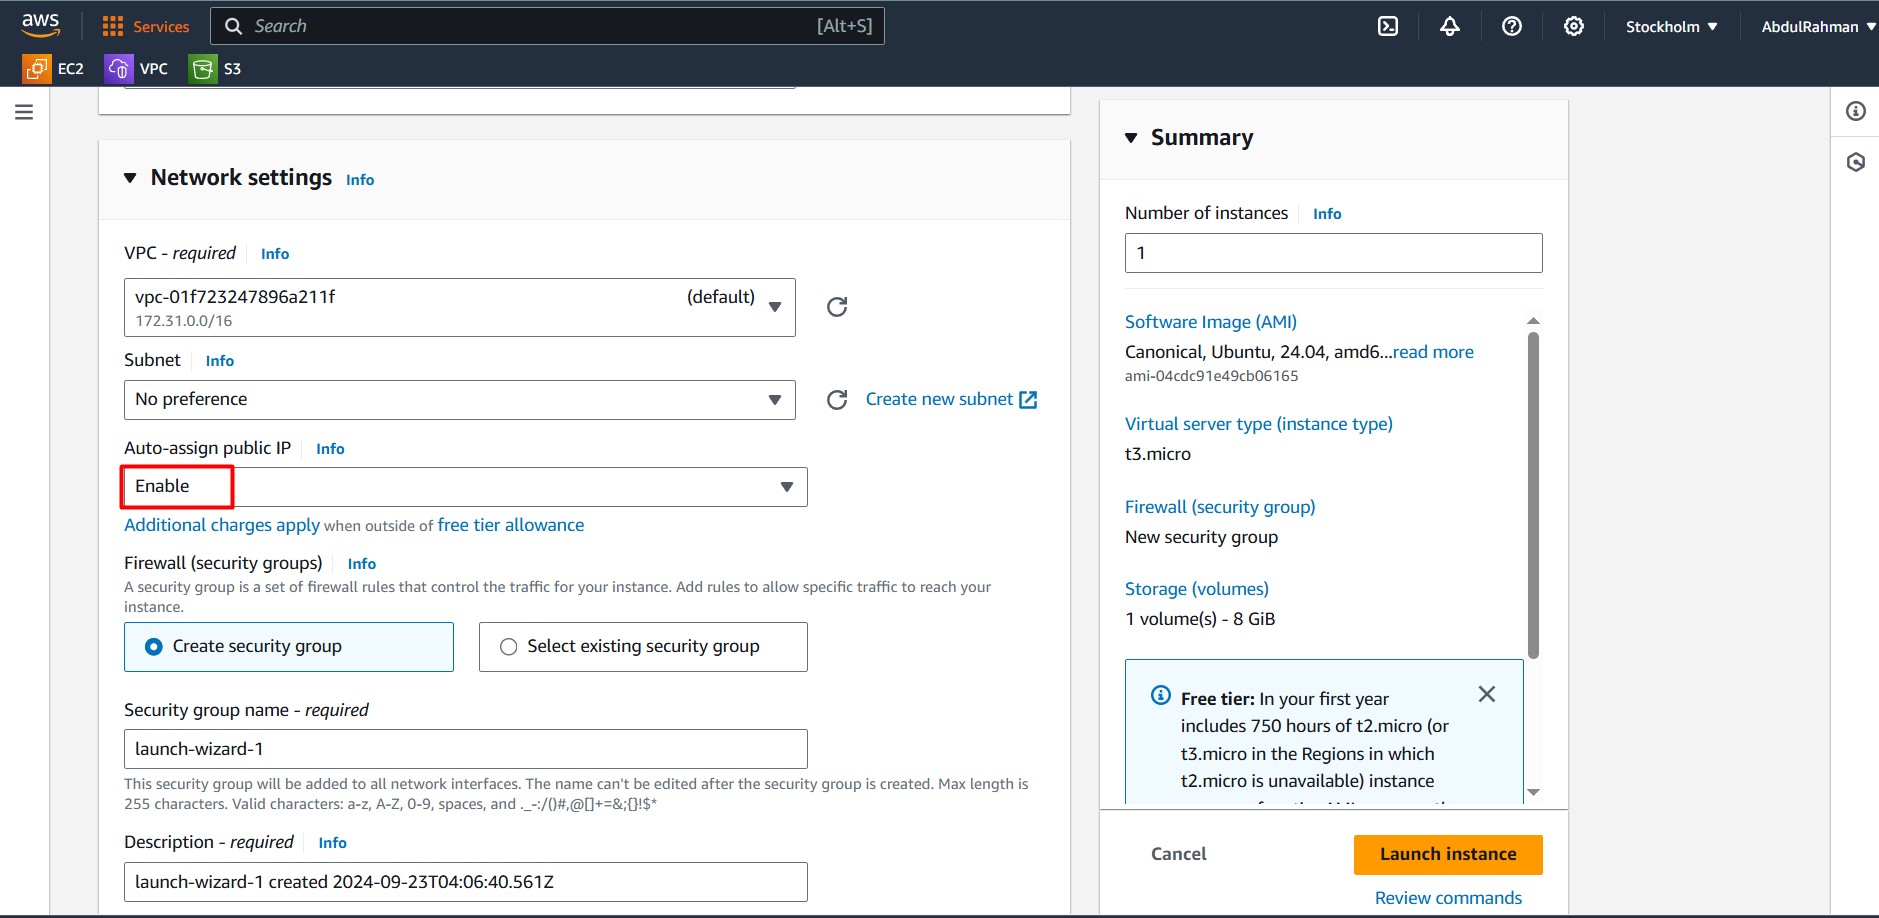 aws
Services
Search
[Alt+S]
Stockholm
AbdulRahman
EC2
VPC
S3
Network settings Info
VPC - required Info
vpc-01f723247896a211f (default)
172.31.0.0/16
Subnet Info
No preference
Create new subnet
Auto-assign public IP Info
Enable
Additional charges apply when outside of free tier allowance
Firewall (security groups) Info
A security group is a set of firewall rules that control the traffic for your instance. Add rules to allow specific traffic to reach your
instance.
Create security group
Select existing security group
Security group name - required
launch-wizard-1
This security group will be added to all network interfaces. The name can't be edited after the security group is created. Max length is
255 characters. Valid characters: a-z, A-Z, 0-9, spaces, and ._-:/()#,@[]+=&;{}!$*
Description - required Info
launch-wizard-1 created 2024-09-23T04:06:40.561Z
Summary
Number of instances Info
1
Software Image (AMI)
Canonical, Ubuntu, 24.04, amd6...read more
ami-04cdc91e49cb06165
Virtual server type (instance type)
t3.micro
Firewall (security group)
New security group
Storage (volumes)
1 volume(s) - 8 GiB
Free tier: In your first year
includes 750 hours of t2.micro (or
t3.micro in the Regions in which
t2.micro is unavailable) instance
Cancel
Launch instance
Review commands